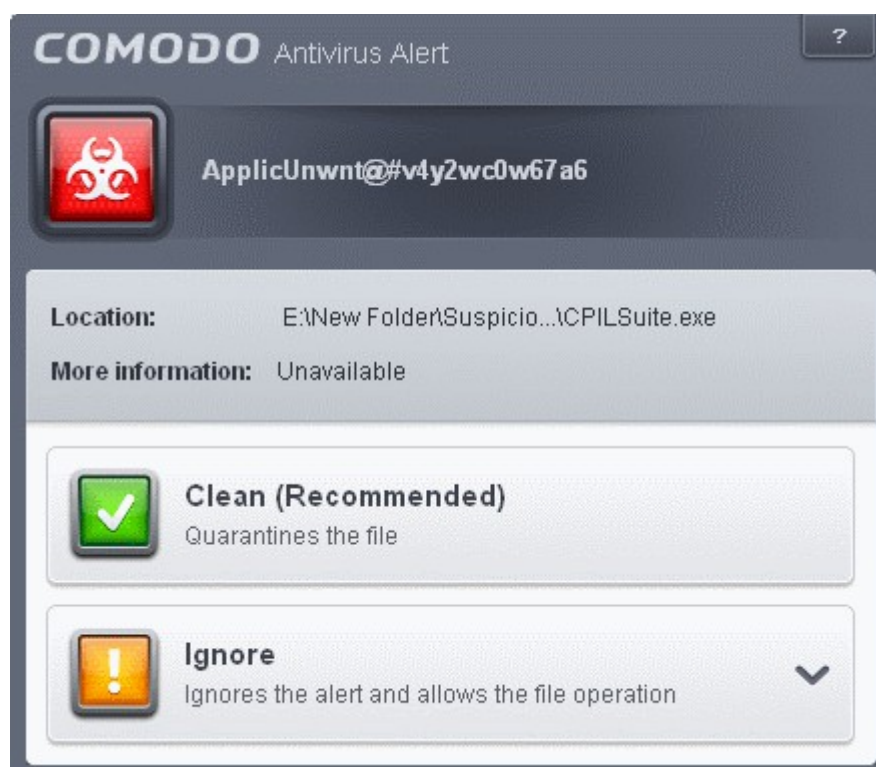 COMODO Antivirus Alert
?
ApplicUnwnt@#v4y2wc0w67a6
Location: E:\New Folder\Suspicio...\CPILSuite.exe
More information: Unavailable
Clean (Recommended)
Quarantines the file
Ignore
Ignores the alert and allows the file operation